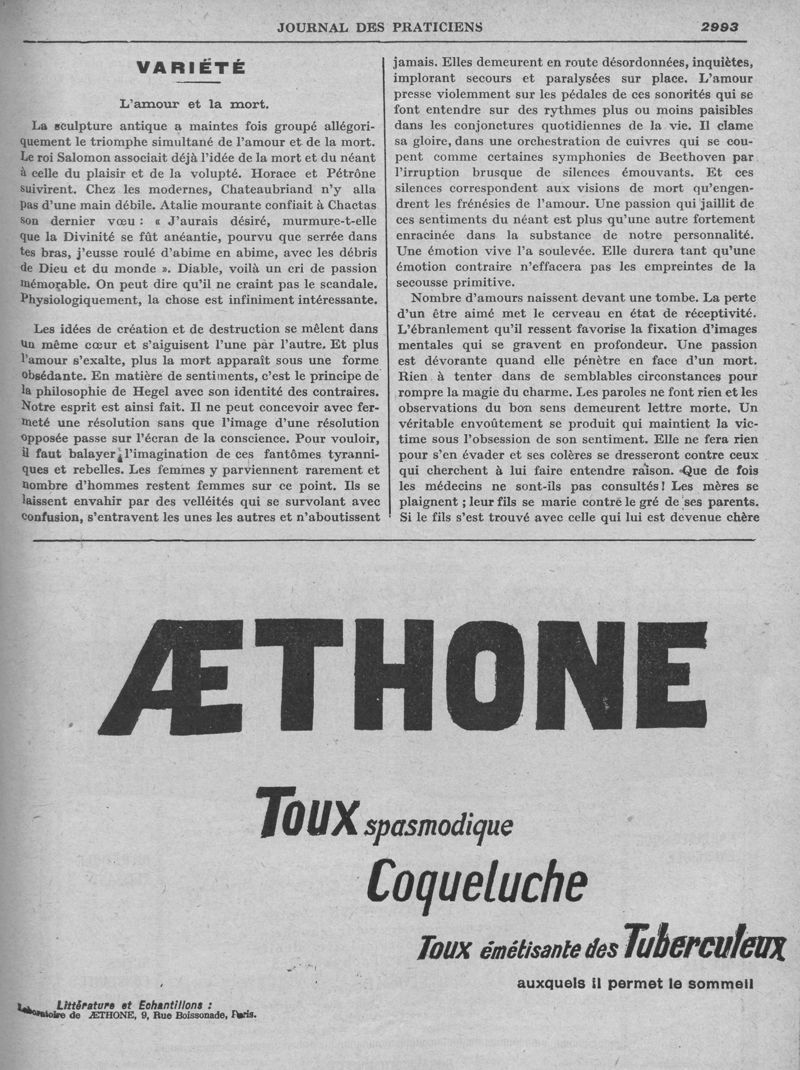 JOURNAL DES PRATICIENS 2993
VARIÉTÉ
L'amour et la mort.
La sculpture antique a maintes fois groupé allégori-
quement le triomphe simultané de l'amour et de la mort.
Le roi Salomon associait déjà l'idée de la mort et du néant
à celle du plaisir et de la volupté. Horace et Pétrône
suivirent. Chez les modernes, Chateaubriand n'y alla
pas d'une main débile. Atalie mourante confiait à Chactas
son dernier vœu : « J'aurais désiré, murmure-t-elle
que la Divinité se fût anéantie, pourvu que serrée dans
tes bras, j'eusse roulé d'abime en abime, avec les débris
de Dieu et du monde ». Diable, voilà un cri de passion
mémorable. On peut dire qu'il ne craint pas le scandale.
Physiologiquement, la chose est infiniment intéressante.
Les idées de création et de destruction se mêlent dans
un même cœur et s'aiguisent l'une par l'autre. Et plus
l'amour s'exalte, plus la mort apparaît sous une forme
obsédante. En matière de sentiments, c'est le principe de
la philosophie de Hegel avec son identité des contraires.
Notre esprit est ainsi fait. Il ne peut concevoir avec fer-
meté une résolution sans que l'image d'une résolution
opposée passe sur l'écran de la conscience. Pour vouloir,
il faut balayer l'imagination de ces fantômes tyranni-
ques et rebelles. Les femmes y parviennent rarement et
nombre d'hommes restent femmes sur ce point. Ils se
laissent envahir par des velléités qui se survolant avec
confusion, s'entravent les unes les autres et n'aboutissent
jamais. Elles demeurent en route désordonnées, inquiètes,
implorant secours et paralysées sur place. L'amour
presse violemment sur les pédales de ces sonorités qui se
font entendre sur des rythmes plus ou moins paisibles
dans les conjonctures quotidiennes de la vie. Il clame
sa gloire, dans une orchestration de cuivres qui se cou-
pent comme certaines symphonies de Beethoven par
l'irruption brusque de silences émouvants. Et ces
silences correspondent aux visions de mort qu'engen-
drent les frénésies de l'amour. Une passion qui jaillit de
ces sentiments du néant est plus qu'une autre fortement
enracinée dans la substance de notre personnalité.
Une émotion vive l'a soulevée. Elle durera tant qu'une
émotion contraire n'effacera pas les empreintes de la
secousse primitive.
Nombre d'amours naissent devant une tombe. La perte
d'un être aimé met le cerveau en état de réceptivité.
L'ébranlement qu'il ressent favorise la fixation d'images
mentales qui se gravent en profondeur. Une passion
est dévorante quand elle pénètre en face d'un mort.
Rien à tenter dans de semblables circonstances pour
rompre la magie du charme. Les paroles ne font rien et les
observations du bon sens demeurent lettre morte. Un
véritable envoûtement se produit qui maintient la vic-
time sous l'obsession de son sentiment. Elle ne fera rien
pour s'en évader et ses colères se dresseront contre ceux
qui cherchent à lui faire entendre raison. Que de fois
les médecins ne sont-ils pas consultés ! Les mères se
plaignent ; leur fils se marie contre le gré de ses parents.
Si le fils s'est trouvé avec celle qui lui est devenue chère
ÆTHONE
Toux spasmodique
Coqueluche
Toux émétisante des Tuberculeux
auxquels il permet le sommeil
Littérature et Echantillons :
Laboratoire de ÆTHONE, 9, Rue Boissonade, Paris.